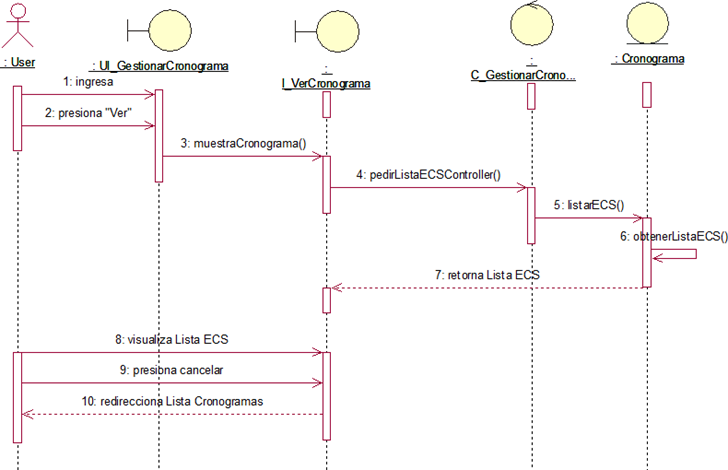 : User
: UI_GestionarCronograma
:
I_VerCronograma
:
C_GestionarCrono...
: Cronograma
1: ingresa
2: presiona "Ver"
3: muestraCronograma()
4: pedirListaECSController()
5: listarECS()
6: obtenerListaECS()
7: retorna Lista ECS
8: visualiza Lista ECS
9: presiona cancelar
10: redirecciona Lista Cronogramas